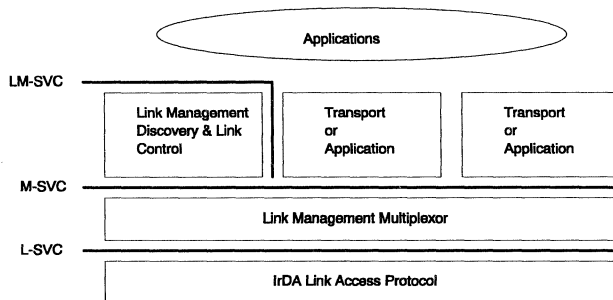 Applications
LM-SVC
Link Management
Discovery & Link
Control
Transport
or
Application
Transport
or
Application
M-SVC
Link Management Multiplexor
L-SVC
IrDA Link Access Protocol